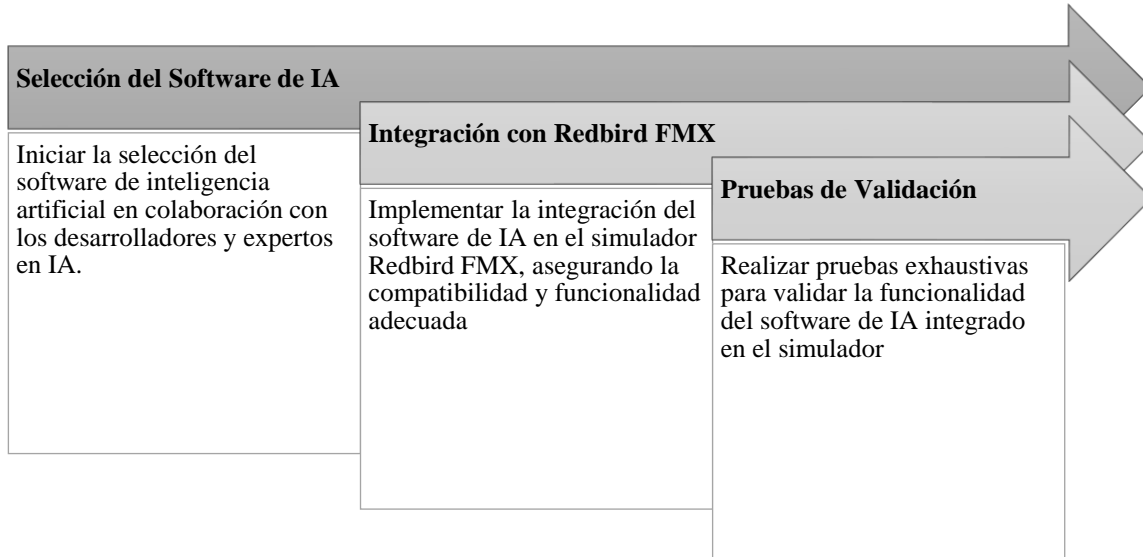 Selección del Software de IA
Iniciar la selección del
software de inteligencia
artificial en colaboración con
los desarrolladores y expertos
en IA.
Integración con Redbird FMX
Implementar la integración del
software de IA en el simulador
Redbird FMX, asegurando la
compatibilidad y funcionalidad
adecuada
Pruebas de Validación
Realizar pruebas exhaustivas
para validar la funcionalidad
del software de IA integrado
en el simulador